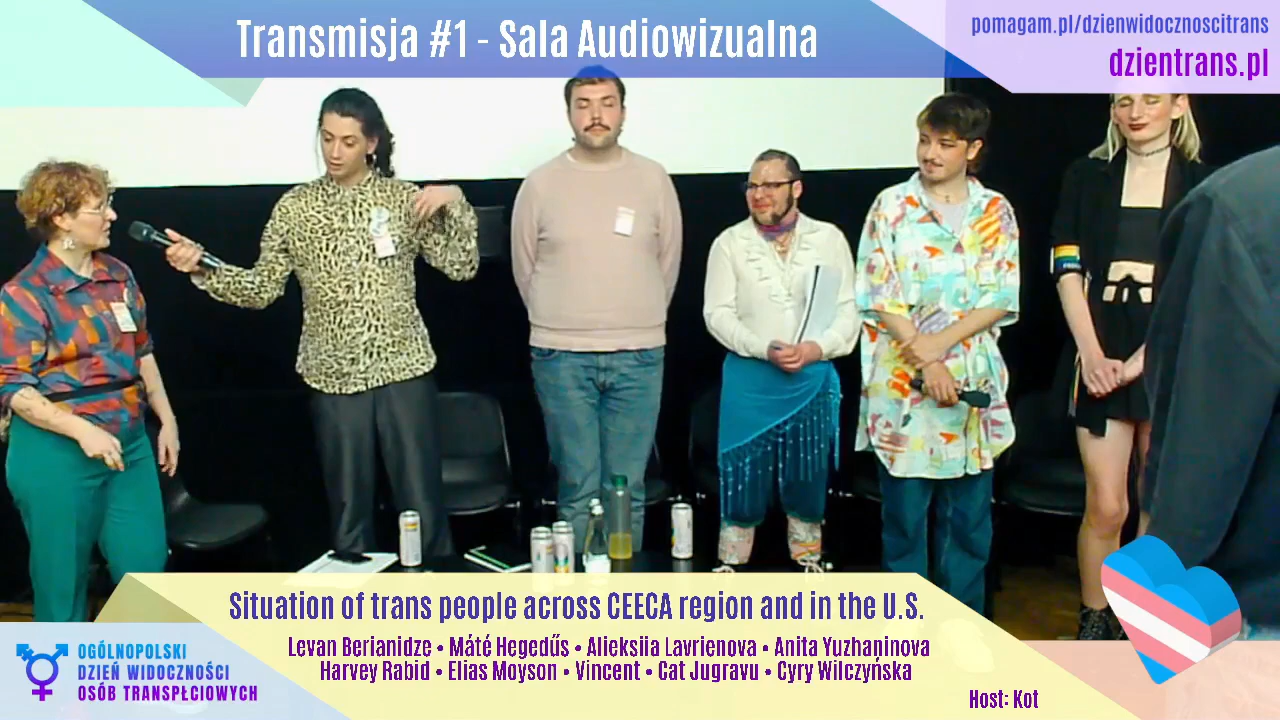 Transmisja #1 - Sala Audiowizualna
pomagam.pl/dzienwidocznoscitrans
dzientrans.pl
Situation of trans people across CEECA region and in the U.S.
Levan Berianidze • Máté Hegedűs • Alieksiia Lavrienova • Anita Yuzhaninova
Harvey Rabid • Elias Moyson • Vincent • Cat Jugravu • Cyry Wilczyńska
Host: Kot
OGÓLNOPOLSKI
DZIEŃ WIDOCZNOŚCI
OSÓB TRANSPŁCIOWYCH